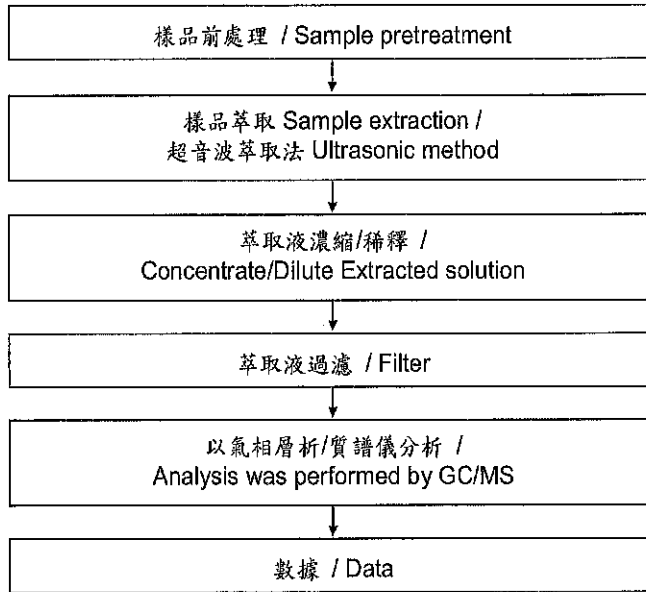 樣品前處理 / Sample pretreatment
樣品萃取 Sample extraction /
超音波萃取法 Ultrasonic method
萃取液濃縮/稀釋 /
Concentrate/Dilute Extracted solution
萃取液過濾 / Filter
以氣相層析/質譜儀分析 /
Analysis was performed by GC/MS
數據 / Data